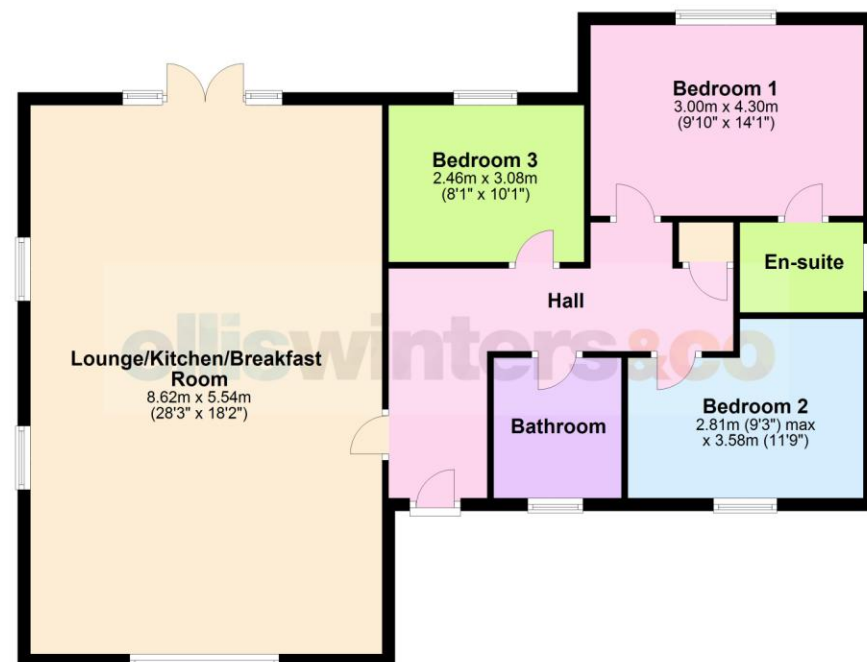 Bedroom 1
3.00m x 4.30m
(9'10" x 14'1")
Bedroom 3
2.46m x 3.08m
(8'1" x 10'1")
En-suite
Hall
elliswinters&co
Lounge/Kitchen/Breakfast
Room
8.62m x 5.54m
(28'3" x 18'2")
Bathroom
Bedroom 2
2.81m (9'3") max
x 3.58m (11'9")